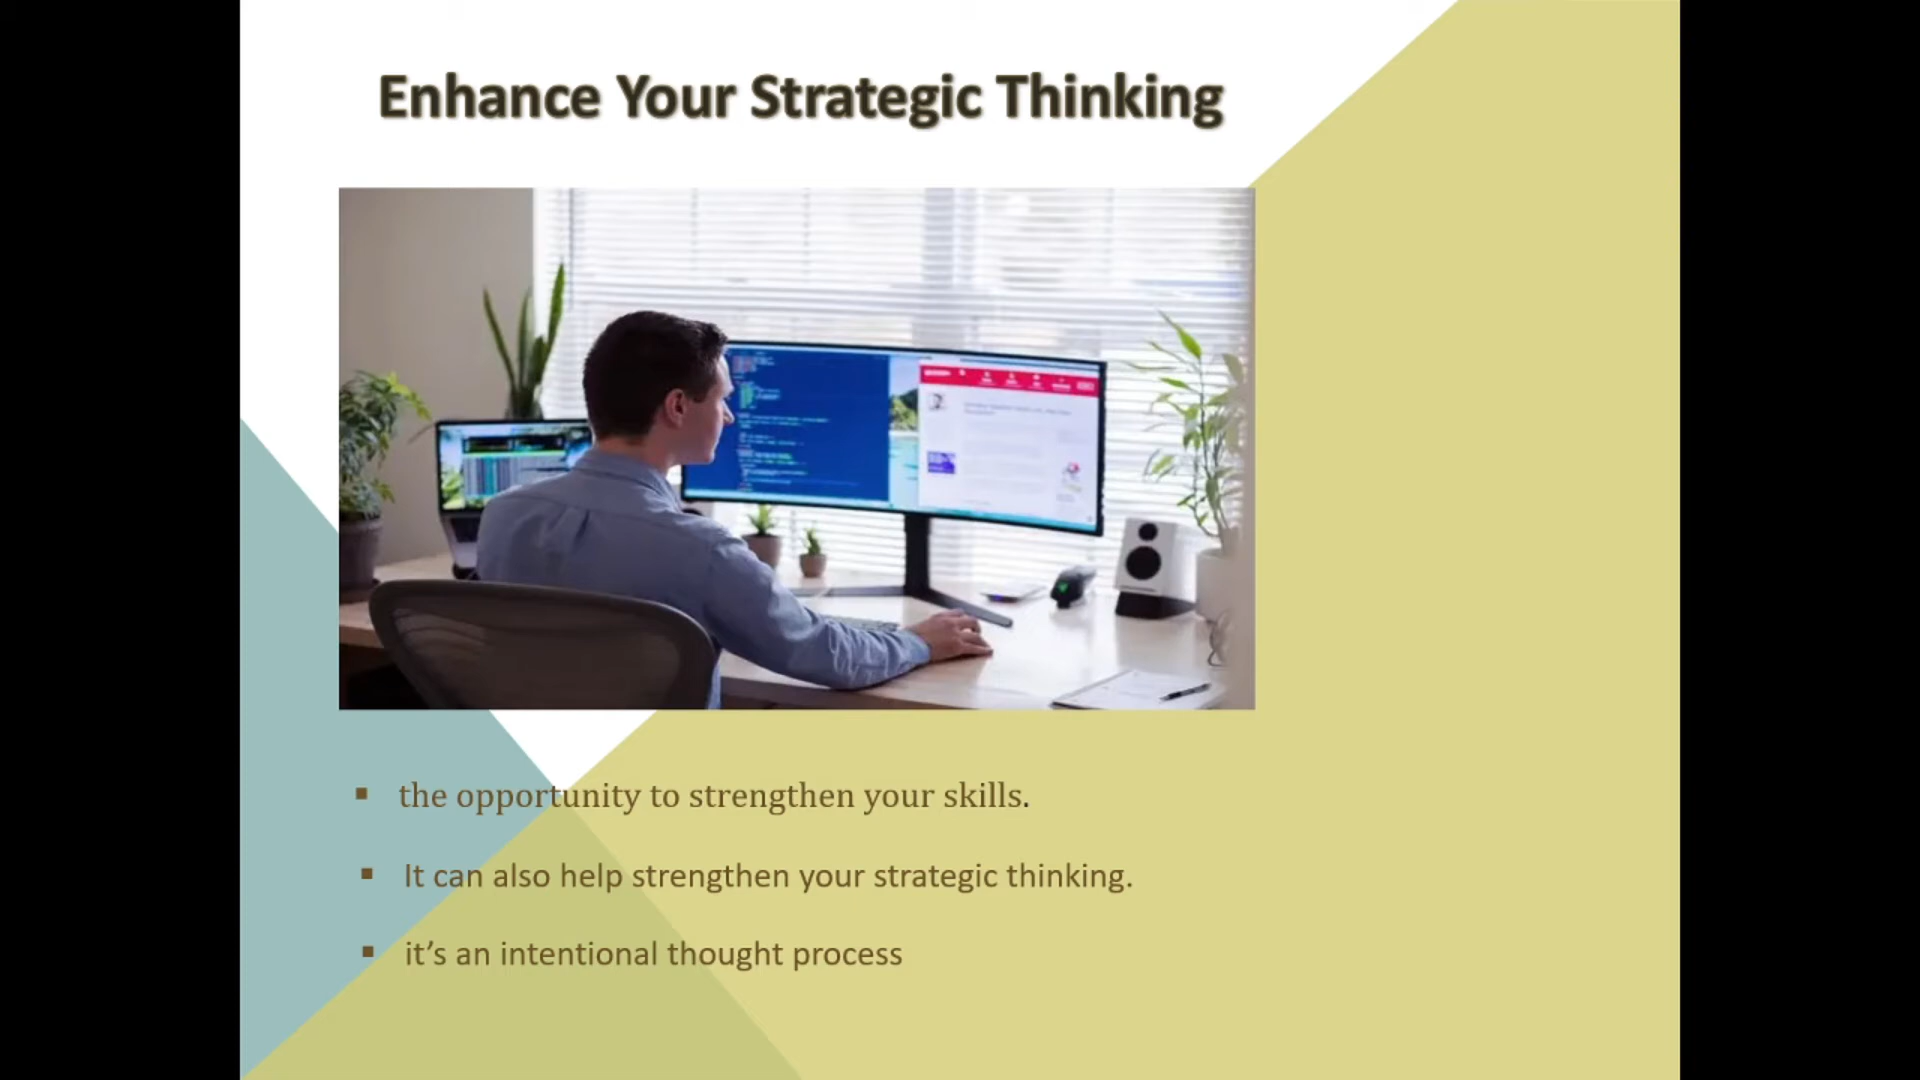 Enhance Your Strategic Thinking
▪ the opportunity to strengthen your skills.
▪ It can also help strengthen your strategic thinking.
▪ it’s an intentional thought process